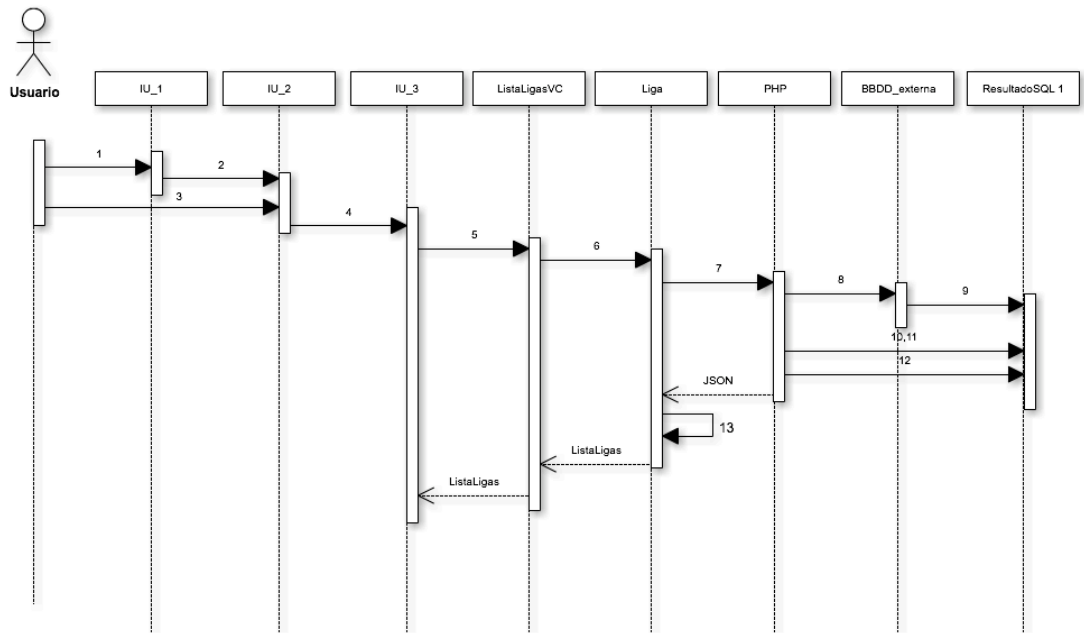 Usuario
IU_1
IU_2
IU_3
ListaLigasVC
Liga
PHP
BBDD_externa
ResultadoSQL 1
1
2
3
4
5
6
7
8
9
10,11
12
JSON
13
ListaLigas
ListaLigas